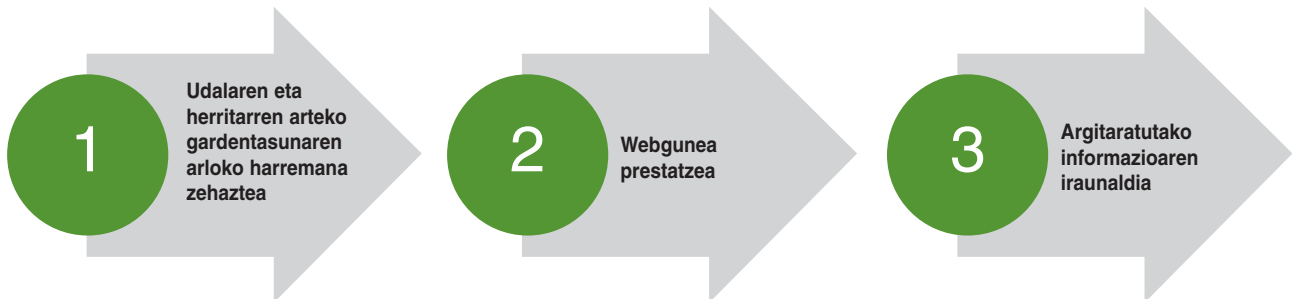 1
Udalaren eta
herritarren arteko
gardentasunaren
arloko harremana
zehaztea
2
Webgunea
prestatzea
3
Argitaratutako
informazioaren
iraunaldia